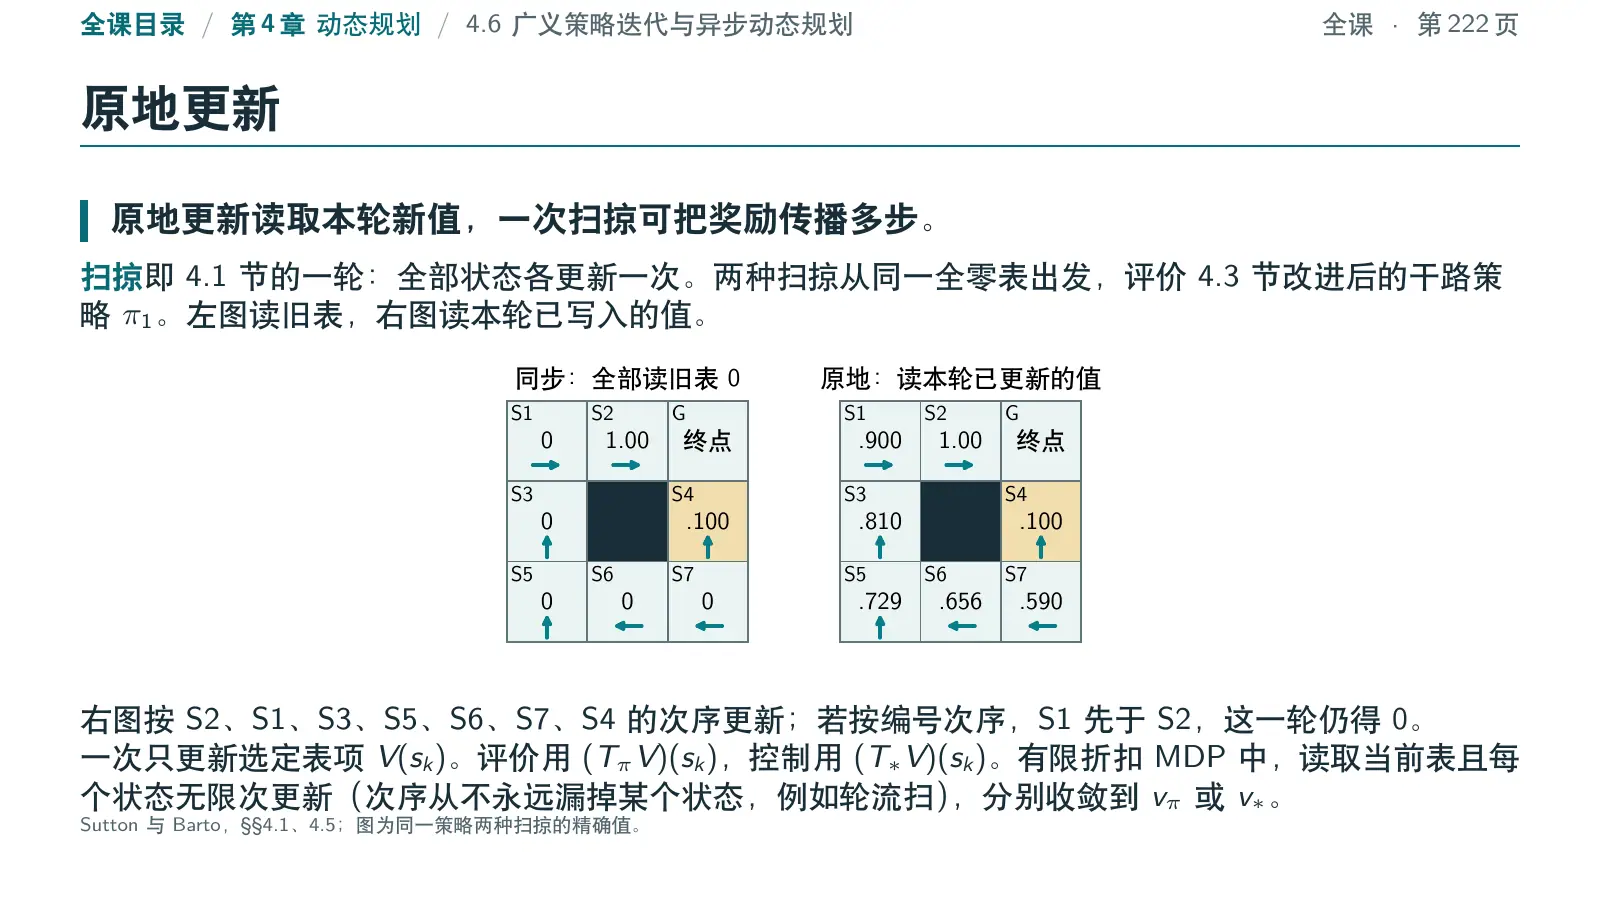 全课目录 / 第 4 章 动态规划 / 4.6 广义策略迭代与异步动态规划
全课 · 第 222 页
原地更新
原地更新读取本轮新值，一次扫掠可把奖励传播多步。
扫掠即 4.1 节的一轮：全部状态各更新一次。两种扫掠从同一全零表出发，评价 4.3 节改进后的干路策
略 π₁。左图读旧表，右图读本轮已写入的值。
同步：全部读旧表 0
S1 S2 G
0 1.00 终点
→ →
S3 S4
0 .100
↑ ↑
S5 S6 S7
0 0 0
↑ ← ←
原地：读本轮已更新的值
S1 S2 G
.900 1.00 终点
→ →
S3 S4
.810 .100
↑ ↑
S5 S6 S7
.729 .656 .590
↑ ← ←
右图按 S2、S1、S3、S5、S6、S7、S4 的次序更新；若按编号次序，S1 先于 S2，这一轮仍得 0。
一次只更新选定表项 V(sₖ)。评价用 (T_π V)(sₖ)，控制用 (T_* V)(sₖ)。有限折扣 MDP 中，读取当前表且每
个状态无限次更新（次序从不永远漏掉某个状态，例如轮流扫），分别收敛到 v_π 或 v_*。
Sutton 与 Barto，§§4.1、4.5；图为同一策略两种扫掠的精确值。